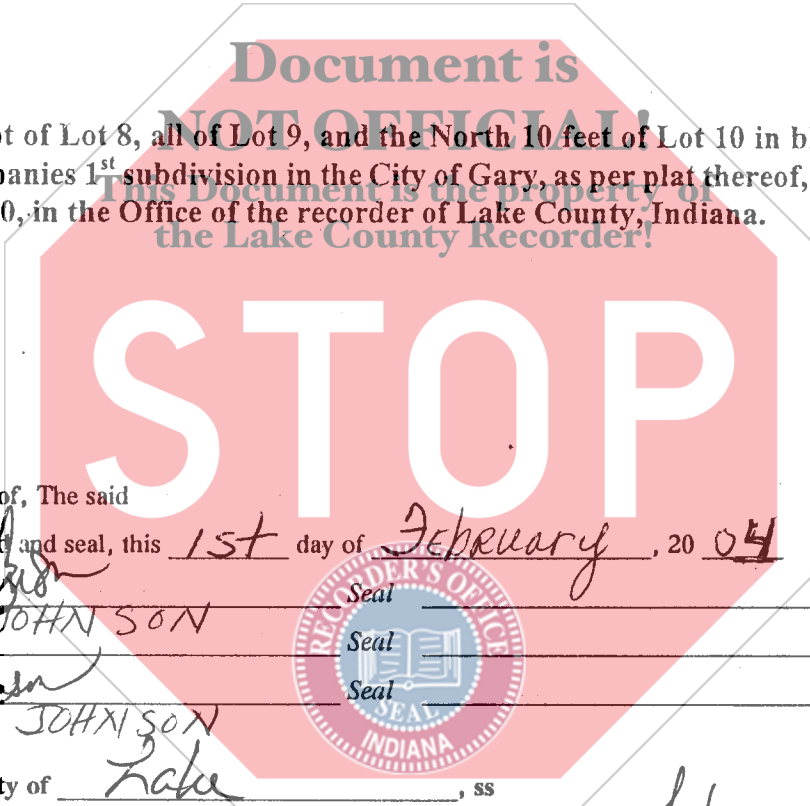 Document is
NOT OFFICIAL!
This Document is the property of
the Lake County Recorder!
ot of Lot 8, all of Lot 9, and the North 10 feet of Lot 10 in b
panies 1st subdivision in the City of Gary, as per plat thereof,
0, in the Office of the recorder of Lake County, Indiana.
STOP
of, The said
and seal, this 1st day of February, 20 04
Seal
JOHNSON
Seal
Seal
JOHNSON
RECORDER'S OFFICE
SEAL
INDIANA
ty of Lake, ss